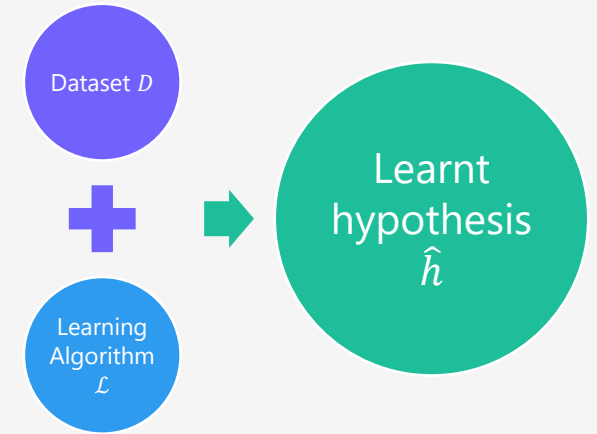 Dataset D
Learning
Algorithm
ℒ
Learnt
hypothesis
ĥ